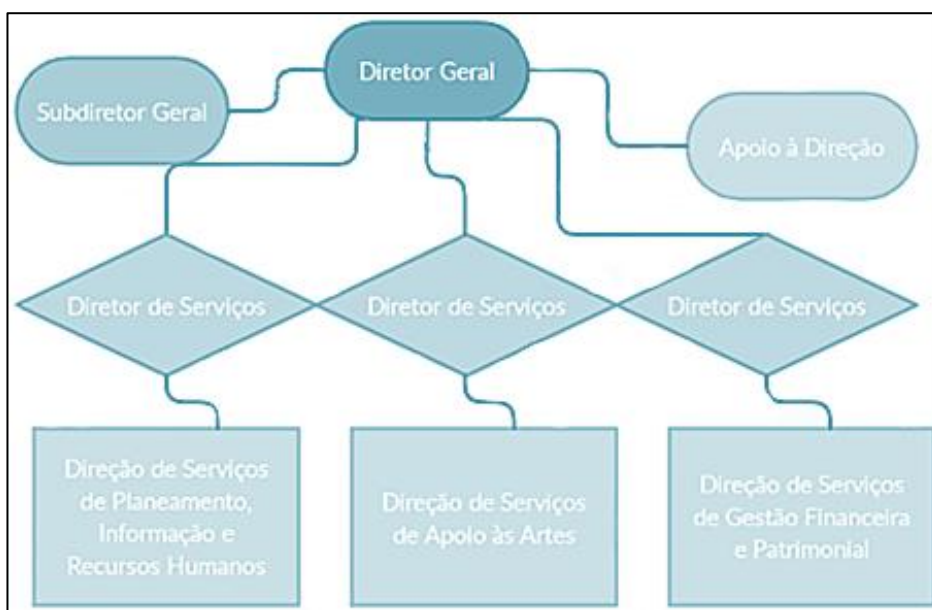 Diretor Geral
Subdiretor Geral
Apoio à Direção
Diretor de Serviços
Diretor de Serviços
Diretor de Serviços
Direção de Serviços
de Planeamento,
Informação e
Recursos Humanos
Direção de Serviços
de Apoio às Artes
Direção de Serviços
de Gestão Financeira
e Patrimonial